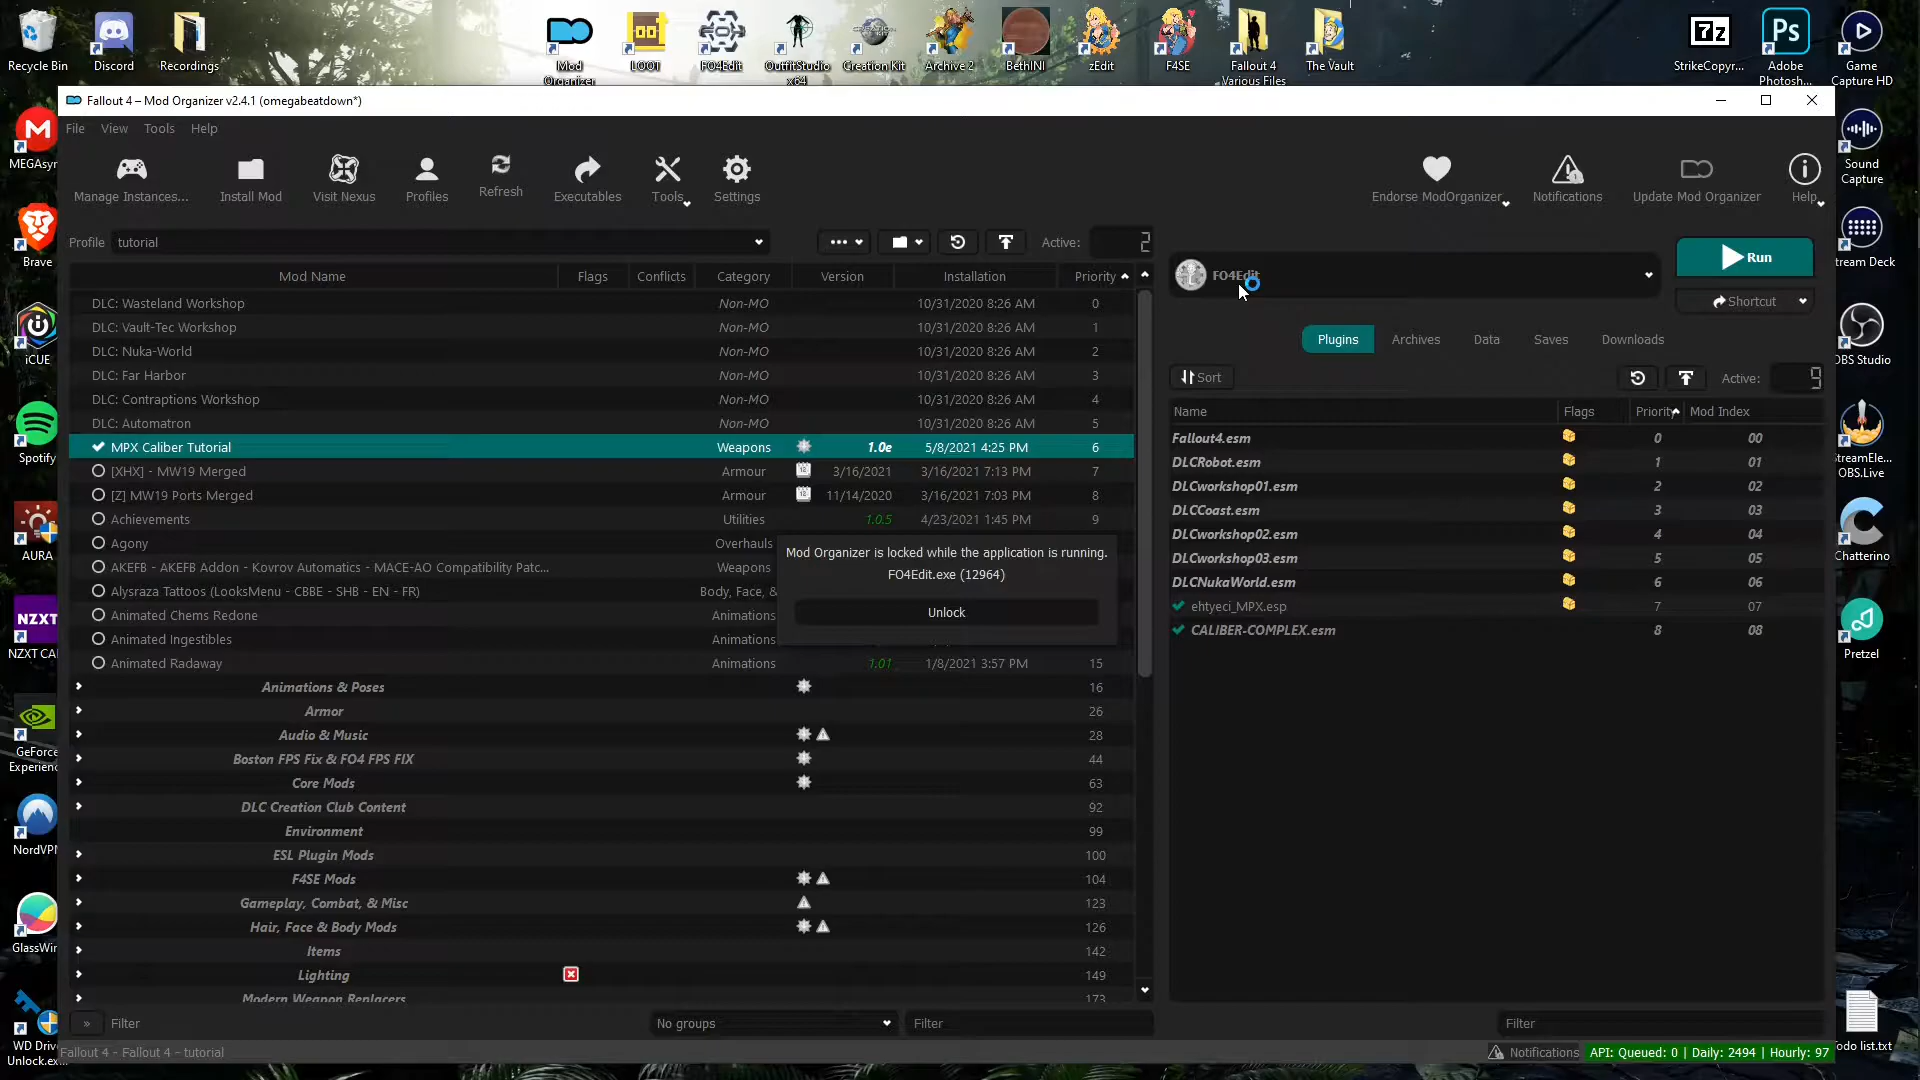 Recycle Bin
Discord
Recordings
Mod
Organizer
LOOT
FO4Edit
OutfitStudio
x64
Creation Kit
Archive 2
BethINI
zEdit
F4SE
Fallout 4
Various Files
The Vault
StrikeCopyr...
Adobe
Photosh...
Game
Capture HD
Fallout 4 – Mod Organizer v2.4.1 (omegabeatdown*)
File View Tools Help
Manage Instances...
Install Mod
Visit Nexus
Profiles
Refresh
Executables
Tools
Settings
Endorse ModOrganizer
Notifications
Update Mod Organizer
Help
Profile tutorial
Active: 2
Mod Name Flags Conflicts Category Version Installation Priority
DLC: Wasteland Workshop Non-MO 10/31/2020 8:26 AM 0
DLC: Vault-Tec Workshop Non-MO 10/31/2020 8:26 AM 1
DLC: Nuka-World Non-MO 10/31/2020 8:26 AM 2
DLC: Far Harbor Non-MO 10/31/2020 8:26 AM 3
DLC: Contraptions Workshop Non-MO 10/31/2020 8:26 AM 4
DLC: Automatron Non-MO 10/31/2020 8:26 AM 5
MPX Caliber Tutorial Weapons 1.0e 5/8/2021 4:25 PM 6
[XHX] - MW19 Merged Armour 3/16/2021 3/16/2021 7:13 PM 7
[Z] MW19 Ports Merged Armour 11/14/2020 3/16/2021 7:03 PM 8
Achievements Utilities 1.0.5 4/23/2021 1:45 PM 9
Agony Overhauls
AKEFB - AKEFB Addon - Kovrov Automatics - MACE-AO Compatibility Patc... Weapons
Alysraza Tattoos (LooksMenu - CBBE - SHB - EN - FR) Body, Face, &
Animated Chems Redone Animations
Animated Ingestibles Animations
Animated Radaway Animations 1.01 1/8/2021 3:57 PM 15
Animations & Poses 16
Armor 26
Audio & Music 28
Boston FPS Fix & FO4 FPS FIX 44
Core Mods 63
DLC Creation Club Content 92
Environment 99
ESL Plugin Mods 100
F4SE Mods 104
Gameplay, Combat, & Misc 123
Hair, Face & Body Mods 126
Items 142
Lighting 149
Modern Weapon Replacers 173
Mod Organizer is locked while the application is running.
FO4Edit.exe (12964)
Unlock
» Filter
No groups
Filter
FO4Edit
Run
Shortcut
Plugins Archives Data Saves Downloads
Sort
Active: 9
Name Flags Priority Mod Index
Fallout4.esm 0 00
DLCRobot.esm 1 01
DLCworkshop01.esm 2 02
DLCCoast.esm 3 03
DLCworkshop02.esm 4 04
DLCworkshop03.esm 5 05
DLCNukaWorld.esm 6 06
ehtyeci_MPX.esp 7 07
CALIBER-COMPLEX.esm 8 08
Filter
Fallout 4 - Fallout 4 - tutorial
Notifications
API: Queued: 0 | Daily: 2494 | Hourly: 97
MEGAsyn
Brave
iCUE
Spotify
AURA
NZXT
NZXT CA
GeForce
Experienc
NordVPN
GlassWir
WD Driv
Unlock.ex...
Sound
Capture
tream Deck
OBS Studio
StreamEle...
OBS.Live
Chatterino
Pretzel
odo list.txt